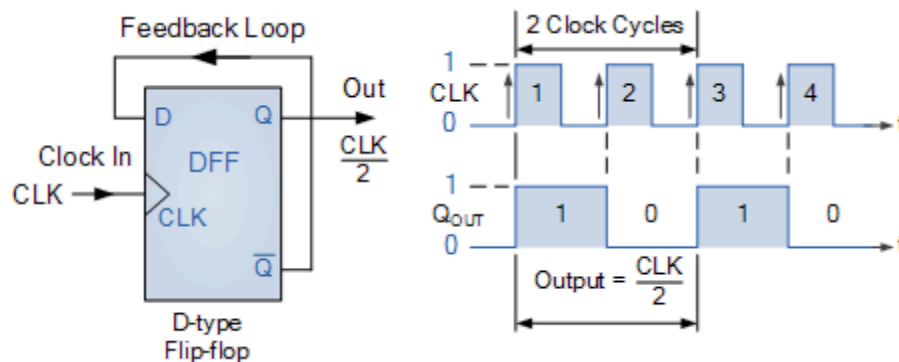 Feedback Loop
D
Q
Out
CLK
2
DFF
Clock In
CLK
CLK
Q̅
D-type
Flip-flop
2 Clock Cycles
1
CLK
0
1
2
3
4
t
1
QOUT
0
1
0
1
0
t
Output = CLK
2